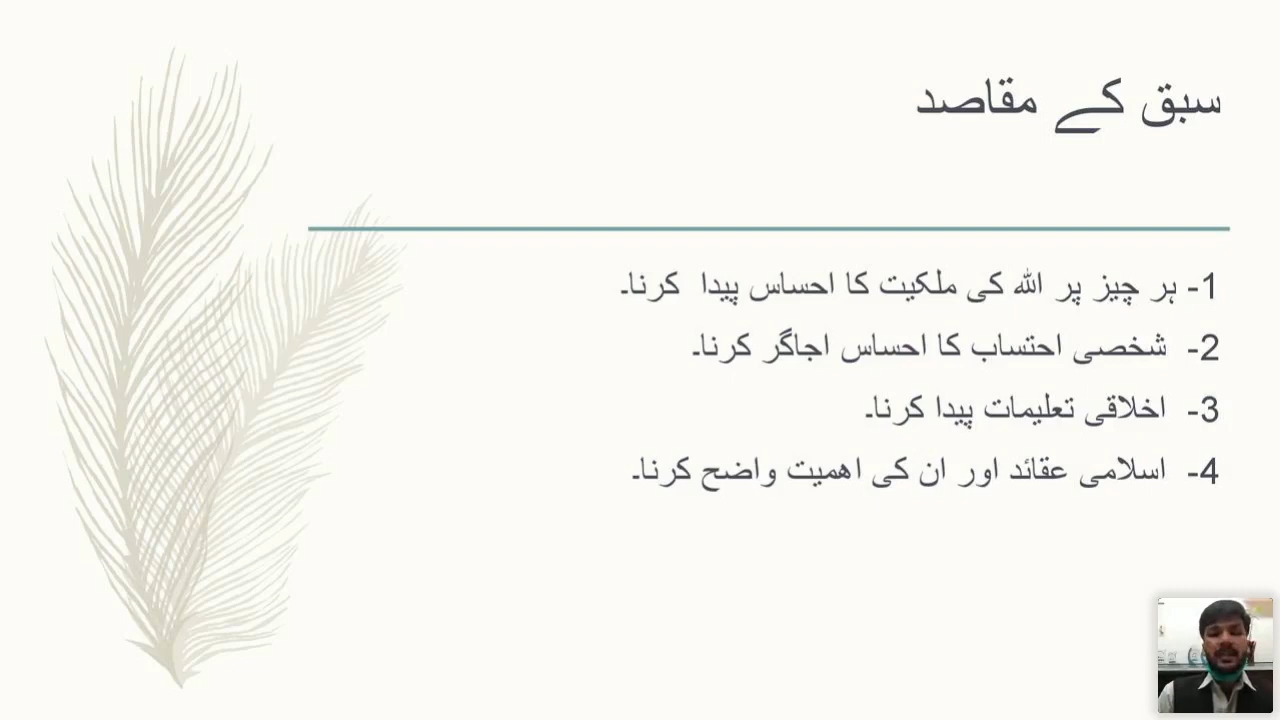 سبق کے مقاصد
1- ہر چیز پر اللہ کی ملکیت کا احساس پیدا کرنا۔
2- شخصی احتساب کا احساس اجاگر کرنا۔
3- اخلاقی تعلیمات پیدا کرنا۔
4- اسلامی عقائد اور ان کی اھمیت واضح کرنا۔